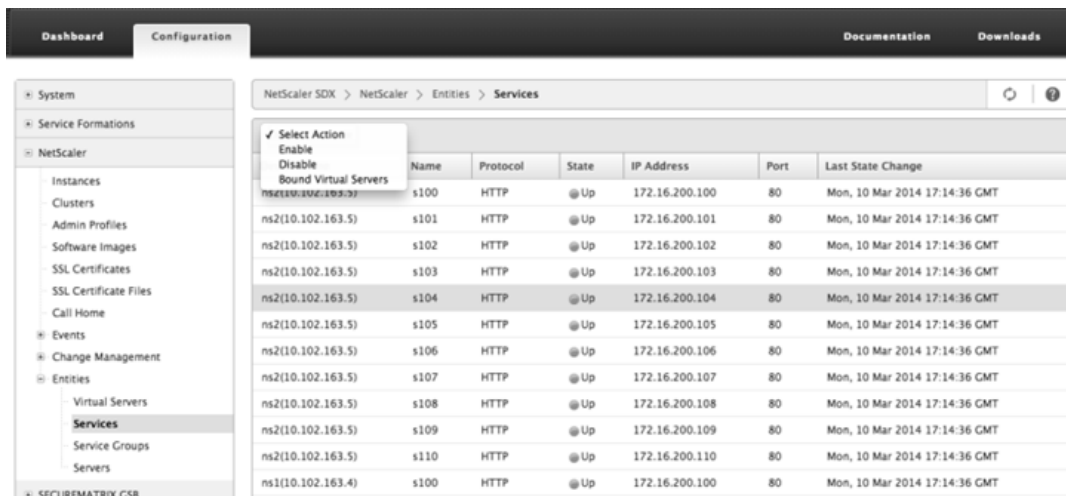 Dashboard Configuration Documentation Downloads
System
Service Formations
NetScaler
Instances
Clusters
Admin Profiles
Software Images
SSL Certificates
SSL Certificate Files
Call Home
Events
Change Management
Entities
Virtual Servers
Services
Service Groups
Servers
SECUREMATRIX GSB
NetScaler SDX > NetScaler > Entities > Services
✓ Select Action
Enable
Disable
Bound Virtual Servers
Name Protocol State IP Address Port Last State Change
ns2(10.102.163.5) s100 HTTP Up 172.16.200.100 80 Mon, 10 Mar 2014 17:14:36 GMT
ns2(10.102.163.5) s101 HTTP Up 172.16.200.101 80 Mon, 10 Mar 2014 17:14:36 GMT
ns2(10.102.163.5) s102 HTTP Up 172.16.200.102 80 Mon, 10 Mar 2014 17:14:36 GMT
ns2(10.102.163.5) s103 HTTP Up 172.16.200.103 80 Mon, 10 Mar 2014 17:14:36 GMT
ns2(10.102.163.5) s104 HTTP Up 172.16.200.104 80 Mon, 10 Mar 2014 17:14:36 GMT
ns2(10.102.163.5) s105 HTTP Up 172.16.200.105 80 Mon, 10 Mar 2014 17:14:36 GMT
ns2(10.102.163.5) s106 HTTP Up 172.16.200.106 80 Mon, 10 Mar 2014 17:14:36 GMT
ns2(10.102.163.5) s107 HTTP Up 172.16.200.107 80 Mon, 10 Mar 2014 17:14:36 GMT
ns2(10.102.163.5) s108 HTTP Up 172.16.200.108 80 Mon, 10 Mar 2014 17:14:36 GMT
ns2(10.102.163.5) s109 HTTP Up 172.16.200.109 80 Mon, 10 Mar 2014 17:14:36 GMT
ns2(10.102.163.5) s110 HTTP Up 172.16.200.110 80 Mon, 10 Mar 2014 17:14:36 GMT
ns1(10.102.163.4) s100 HTTP Up 172.16.200.100 80 Mon, 10 Mar 2014 17:14:36 GMT